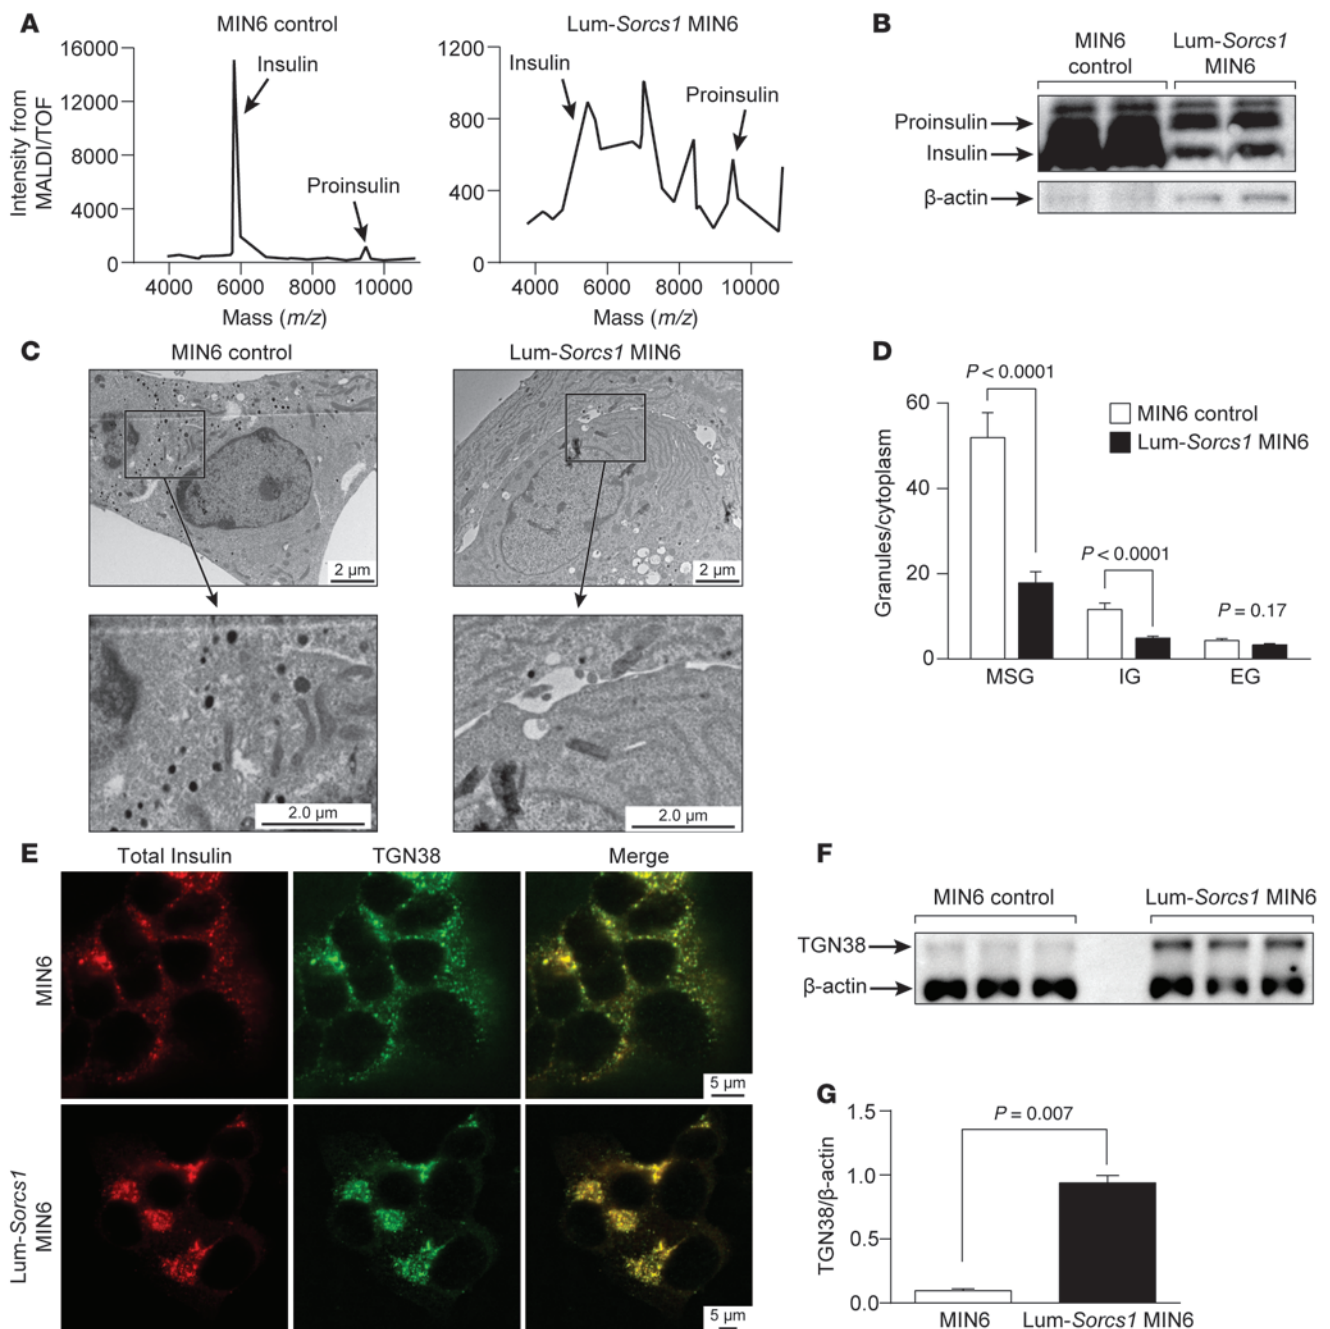 A
MIN6 control
Lum-Sorcs1 MIN6
Intensity from
MALDI/TOF
16000
12000
8000
4000
0
Insulin
Proinsulin
4000 6000 8000 10000
Mass (m/z)
1200
800
400
0
Insulin
Proinsulin
4000 6000 8000 10000
Mass (m/z)
B
MIN6
control
Lum-Sorcs1
MIN6
Proinsulin
Insulin
β-actin
C
MIN6 control
Lum-Sorcs1 MIN6
2 μm
2 μm
2.0 μm
2.0 μm
D
P < 0.0001
MIN6 control
Lum-Sorcs1 MIN6
P < 0.0001
P = 0.17
Granules/cytoplasm
60
40
20
0
MSG IG EG
E
Total Insulin TGN38 Merge
MIN6
5 μm
Lum-Sorcs1
MIN6
5 μm
F
MIN6 control
Lum-Sorcs1 MIN6
TGN38
β-actin
G
P = 0.007
TGN38/β-actin
1.5
1.0
0.5
0.0
MIN6 Lum-Sorcs1 MIN6